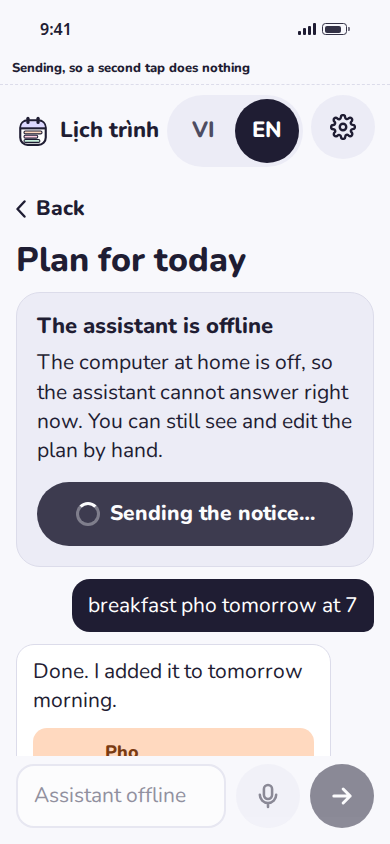 9:41
Sending, so a second tap does nothing
Lịch trình
VI
EN
Back
Plan for today
The assistant is offline
The computer at home is off, so
the assistant cannot answer right
now. You can still see and edit the
plan by hand.
Sending the notice...
breakfast pho tomorrow at 7
Done. I added it to tomorrow
morning.
Pho
Assistant offline